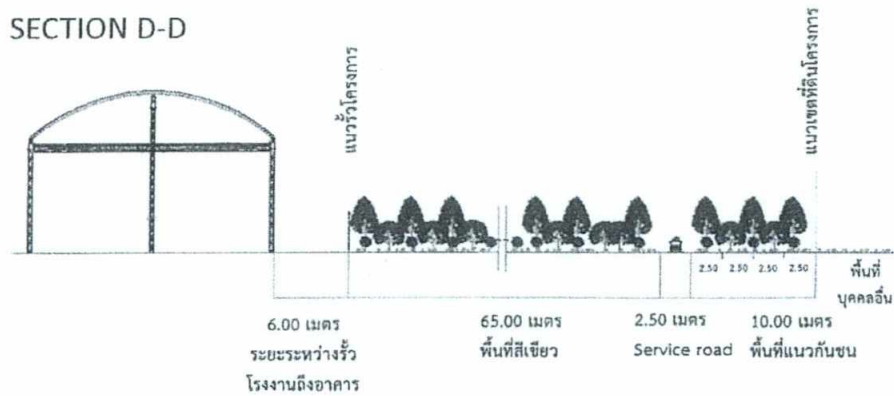 SECTION D-D
แนวรั้วโครงการ
แนวเขตที่ดินโครงการ
2.50 2.50 2.50 2.50
พื้นที่
บุคคลอื่น
6.00 เมตร
ระยะระหว่างรั้ว
โรงงานถึงอาคาร
65.00 เมตร
พื้นที่สีเขียว
2.50 เมตร
Service road
10.00 เมตร
พื้นที่แนวกันชน